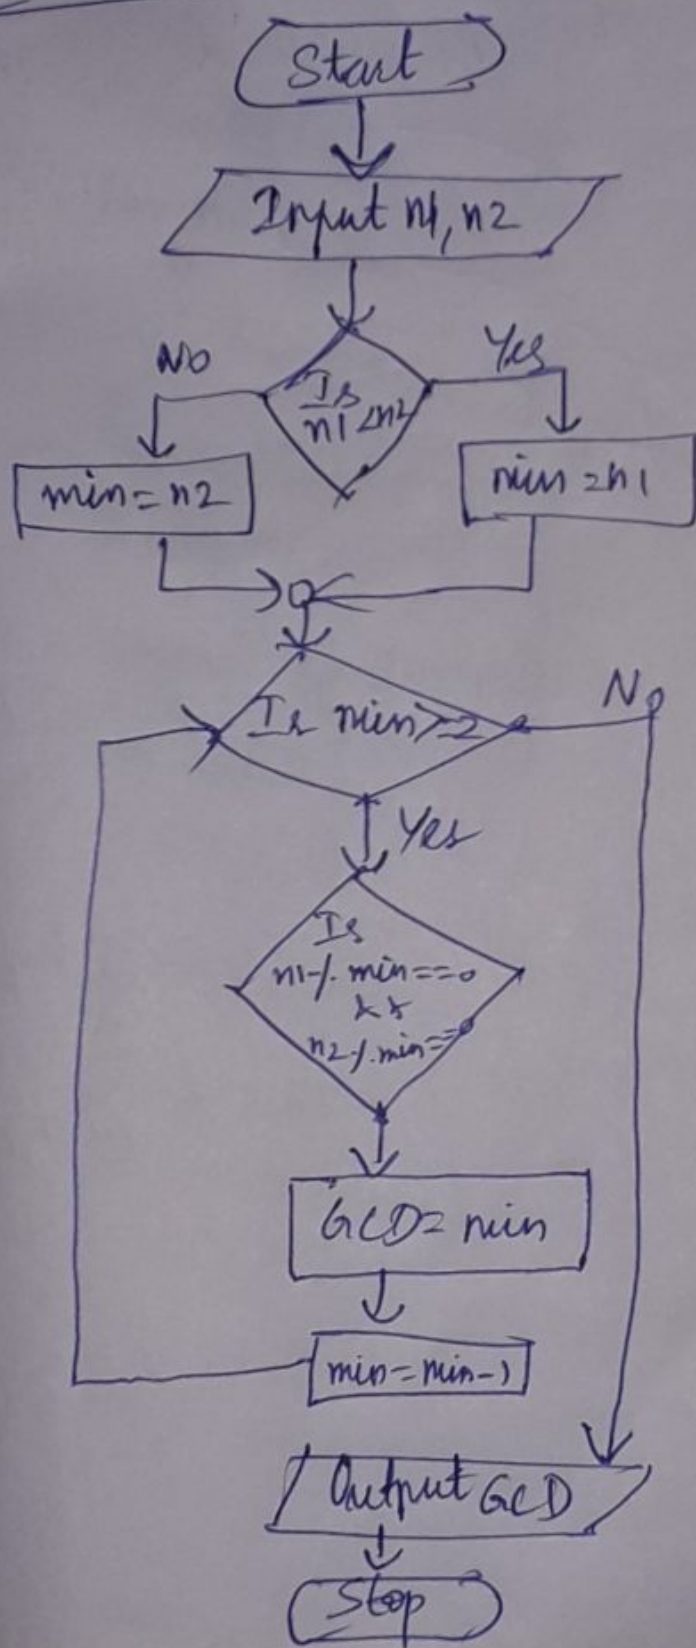 Start
Input n1, n2
No
Yes
Is
n1 < n2
min = n2
min = n1
Is min >= 2
No
Yes
Is
n1 % min == 0
&&
n2 % min == 0
GCD = min
min = min - 1
Output GCD
Stop